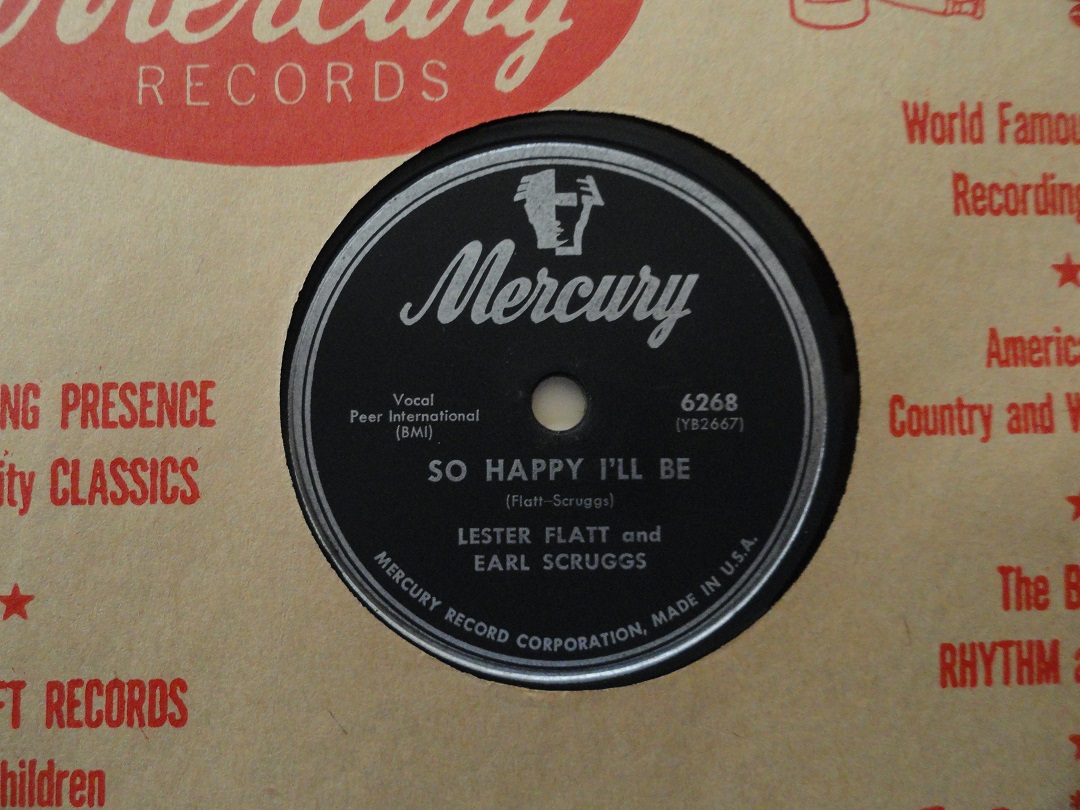 Mercury
RECORDS
World Famou
Recording
Americ
Country and W
The B
RHYTHM a
NG PRESENCE
ity CLASSICS
FT RECORDS
hildren
Mercury
Vocal
Peer International
(BMI)
6268
(YB2667)
SO HAPPY I'LL BE
(Flatt-Scruggs)
LESTER FLATT and
EARL SCRUGGS
MERCURY RECORD CORPORATION, MADE IN U.S.A.